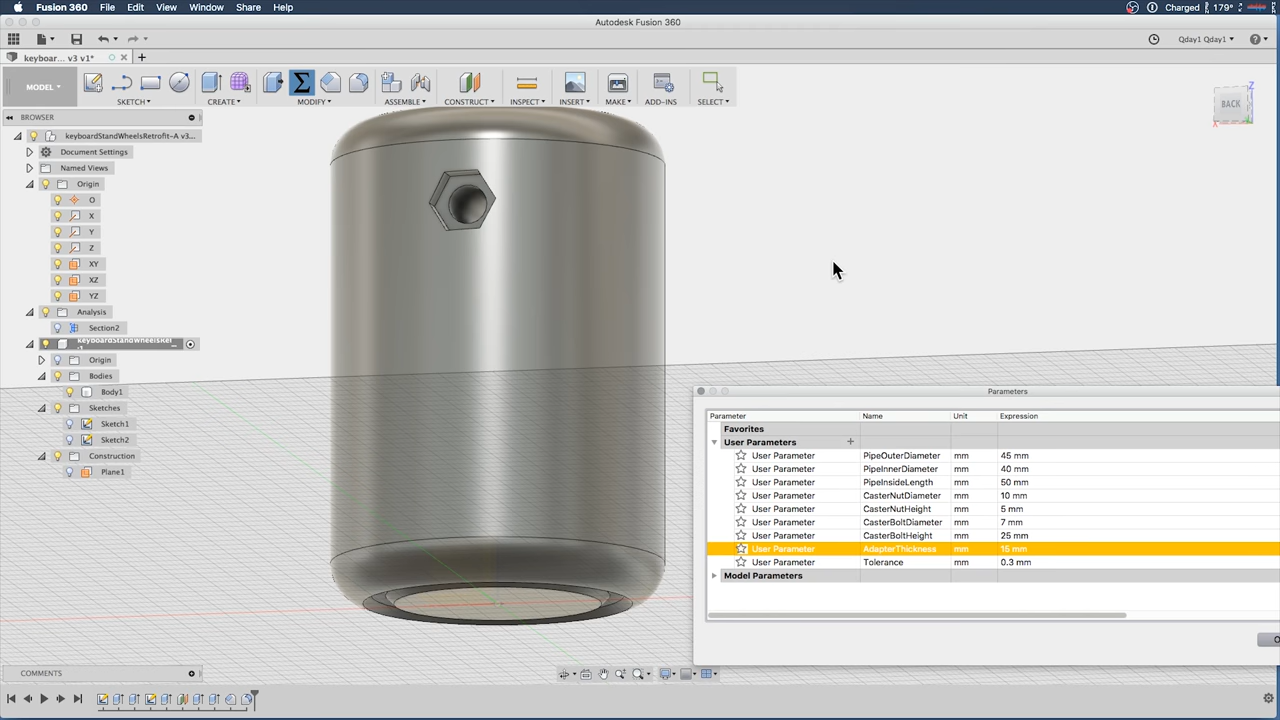 Fusion 360 File Edit View Window Share Help Charged 179°
Autodesk Fusion 360
Qday1 Qday1
keyboar... v3 v1*
MODEL
SKETCH CREATE MODIFY ASSEMBLE CONSTRUCT INSPECT INSERT MAKE ADD-INS SELECT
BROWSER
BACK
Z
X
keyboardStandWheelsRetrofit-A v3...
Document Settings
Named Views
Origin
O
X
Y
Z
XY
XZ
YZ
Analysis
Section2
Origin
Bodies
Body1
Sketches
Sketch1
Sketch2
Construction
Plane1
Parameters
Parameter Name Unit Expression
Favorites
User Parameters
User Parameter PipeOuterDiameter mm 45 mm
User Parameter PipeInnerDiameter mm 40 mm
User Parameter PipeInsideLength mm 50 mm
User Parameter CasterNutDiameter mm 10 mm
User Parameter CasterNutHeight mm 5 mm
User Parameter CasterBoltDiameter mm 7 mm
User Parameter CasterBoltHeight mm 25 mm
User Parameter AdapterThickness mm 15 mm
User Parameter Tolerance mm 0.3 mm
Model Parameters
COMMENTS